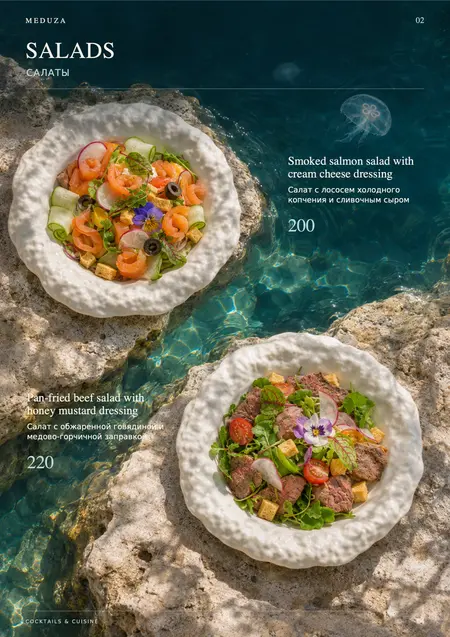 MEDUZA
02
SALADS
САЛАТЫ
Smoked salmon salad with
cream cheese dressing
Салат с лососем холодного
копчения и сливочным сыром
200
Pan-fried beef salad with
honey mustard dressing
Салат с обжаренной говядиной и
медово-горчичной заправкой
220
COCKTAILS & CUISINE